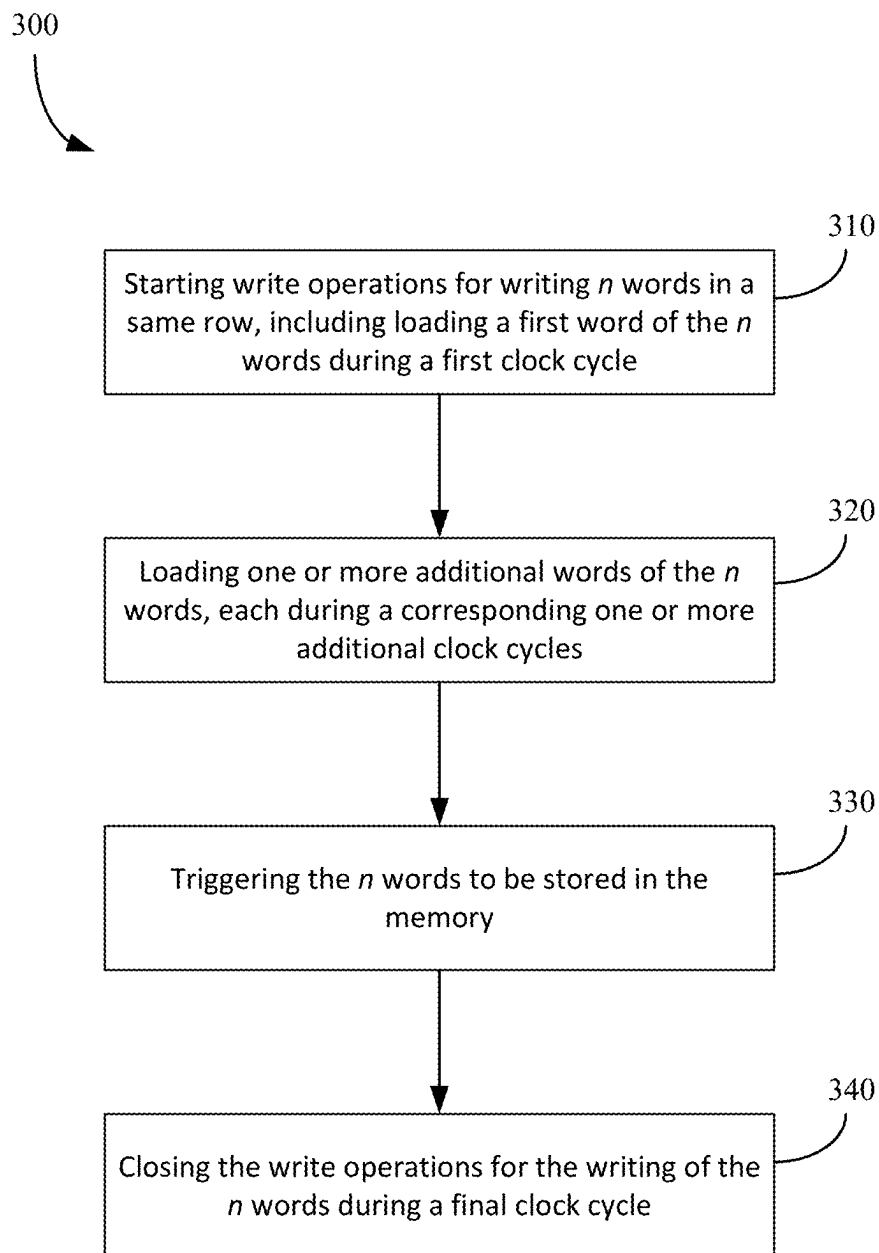 300
310
Starting write operations for writing n words in a
same row, including loading a first word of the n
words during a first clock cycle
320
Loading one or more additional words of the n
words, each during a corresponding one or more
additional clock cycles
330
Triggering the n words to be stored in the
memory
340
Closing the write operations for the writing of the
n words during a final clock cycle